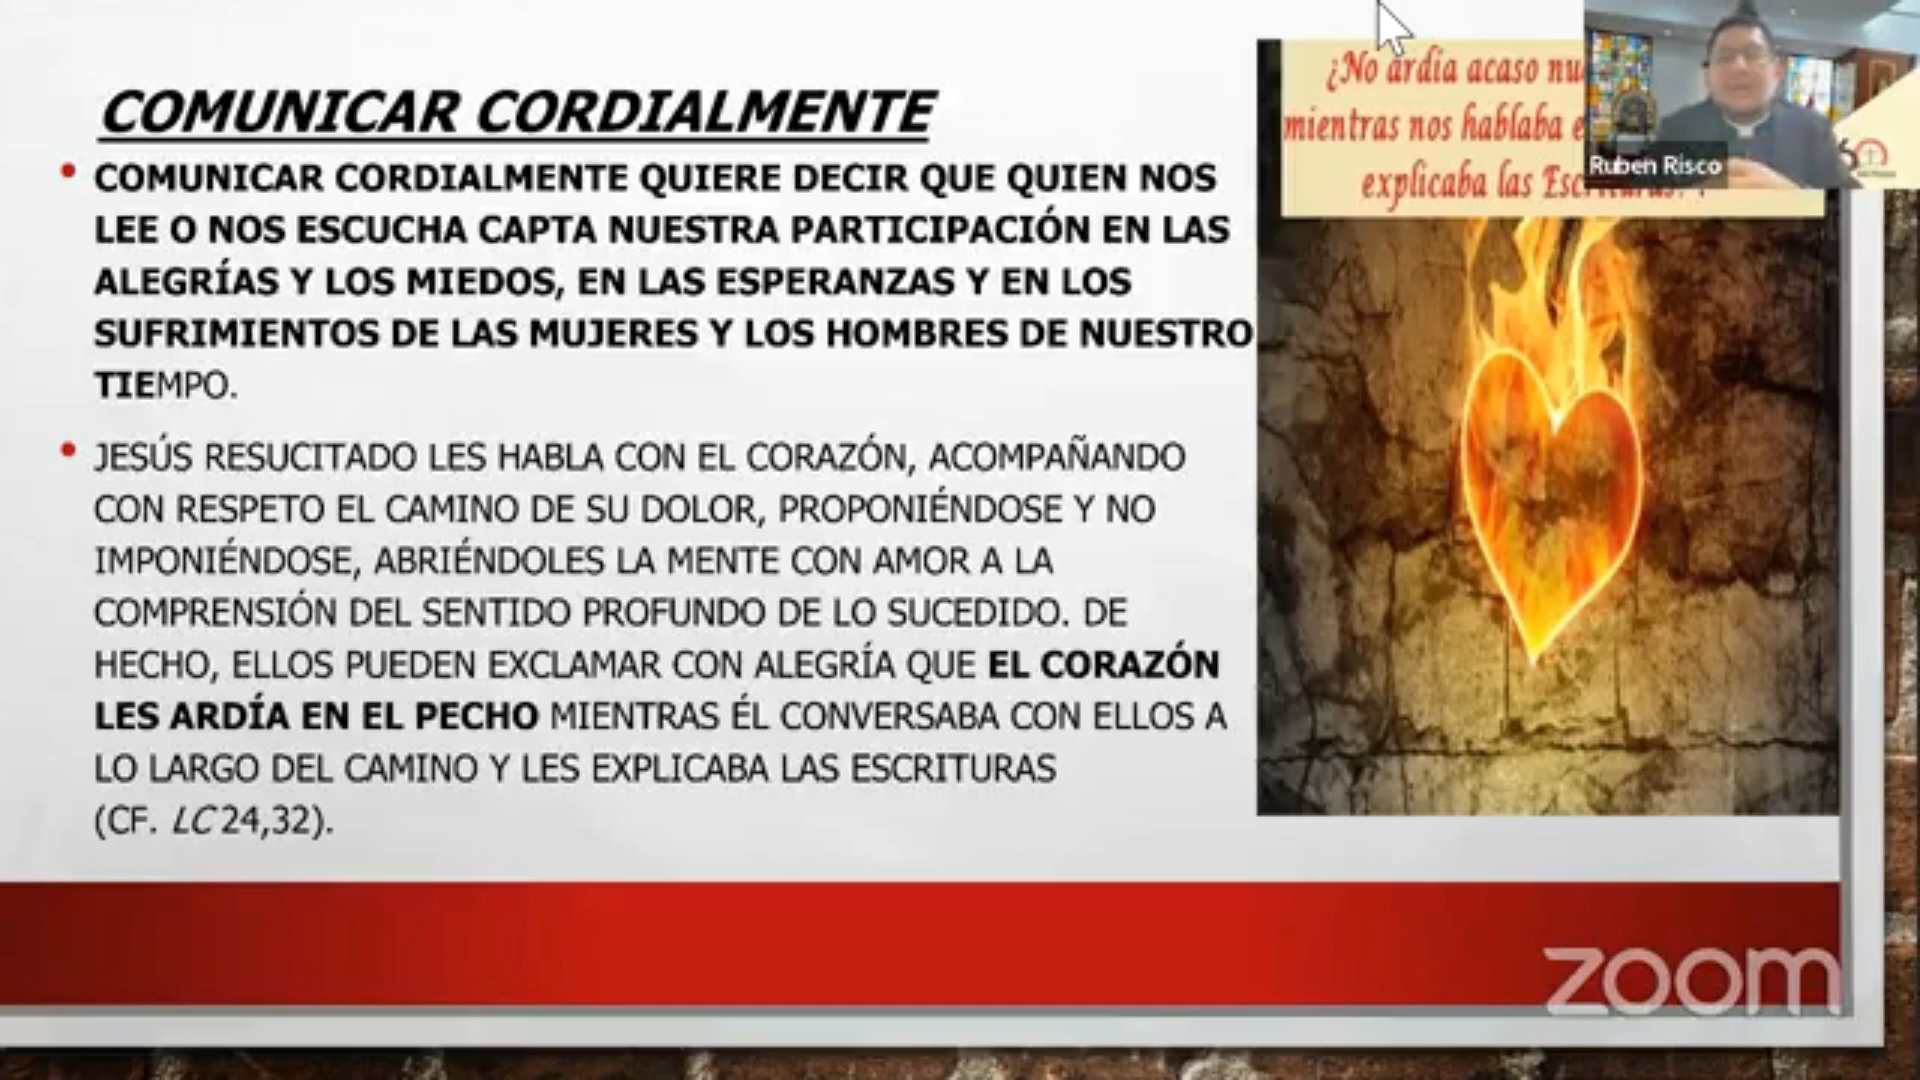 COMUNICAR CORDIALMENTE
• COMUNICAR CORDIALMENTE QUIERE DECIR QUE QUIEN NOS
LEE O NOS ESCUCHA CAPTA NUESTRA PARTICIPACIÓN EN LAS
ALEGRÍAS Y LOS MIEDOS, EN LAS ESPERANZAS Y EN LOS
SUFRIMIENTOS DE LAS MUJERES Y LOS HOMBRES DE NUESTRO
TIEMPO.
• JESÚS RESUCITADO LES HABLA CON EL CORAZÓN, ACOMPAÑANDO
CON RESPETO EL CAMINO DE SU DOLOR, PROPONIÉNDOSE Y NO
IMPONIÉNDOSE, ABRIÉNDOLES LA MENTE CON AMOR A LA
COMPRENSIÓN DEL SENTIDO PROFUNDO DE LO SUCEDIDO. DE
HECHO, ELLOS PUEDEN EXCLAMAR CON ALEGRÍA QUE EL CORAZÓN
LES ARDÍA EN EL PECHO MIENTRAS ÉL CONVERSABA CON ELLOS A
LO LARGO DEL CAMINO Y LES EXPLICABA LAS ESCRITURAS
(CF. LC 24,32).
¿No ardia acaso
mientras nos hablaba
explicaba las
Ruben Risco
zoom